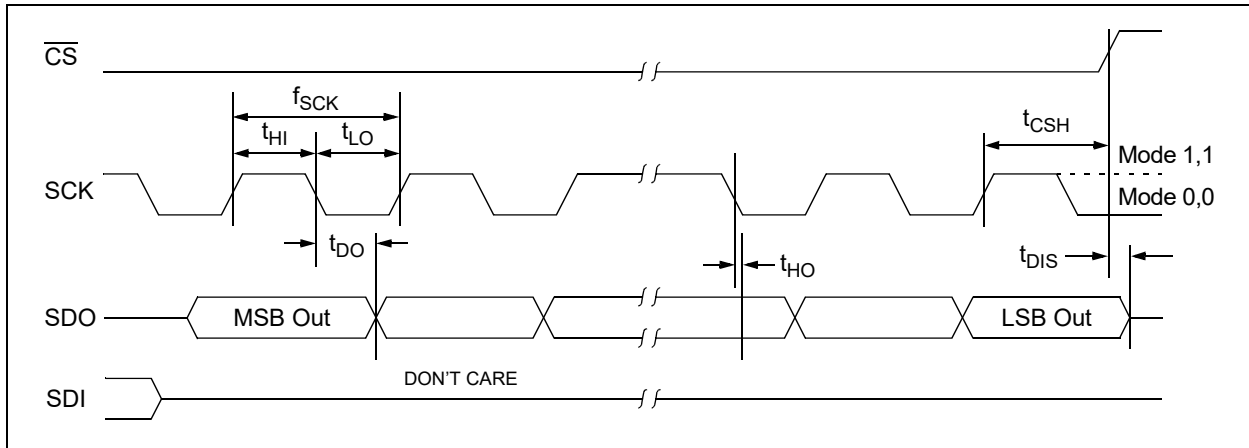 CS
fSCK
tHI tLO
tCSH
Mode 1,1
SCK
Mode 0,0
tDO
tHO
tDIS
SDO MSB Out LSB Out
DON'T CARE
SDI